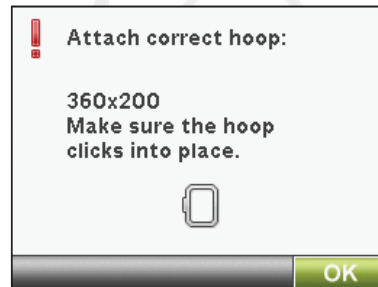 Attach correct hoop:
360x200
Make sure the hoop
clicks into place.
OK